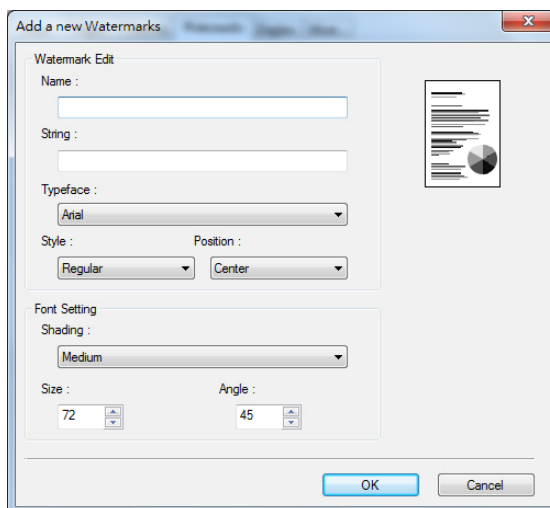 Add a new Watermarks
Watermark Edit
Name :
String :
Typeface :
Arial
Style :
Position :
Regular
Center
Font Setting
Shading :
Medium
Size :
Angle :
72
45
OK
Cancel